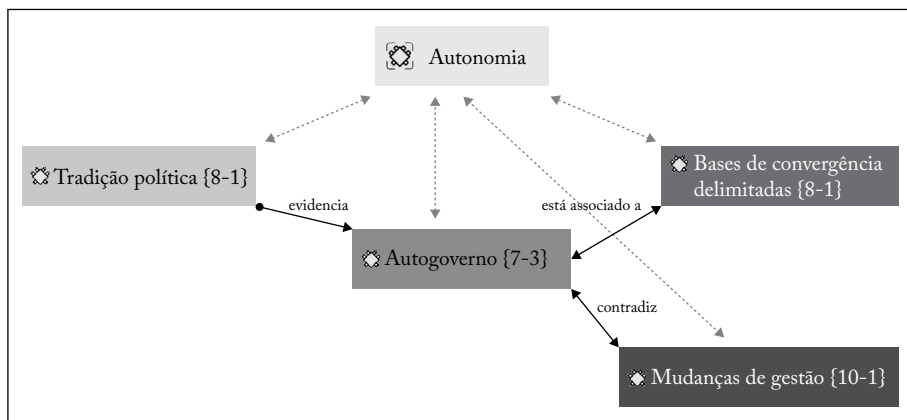 Autonomia
Tradição política {8-1}
Bases de convergência
delimitadas {8-1}
evidencia
está associado a
Autogoverno {7-3}
contradiz
Mudanças de gestão {10-1}